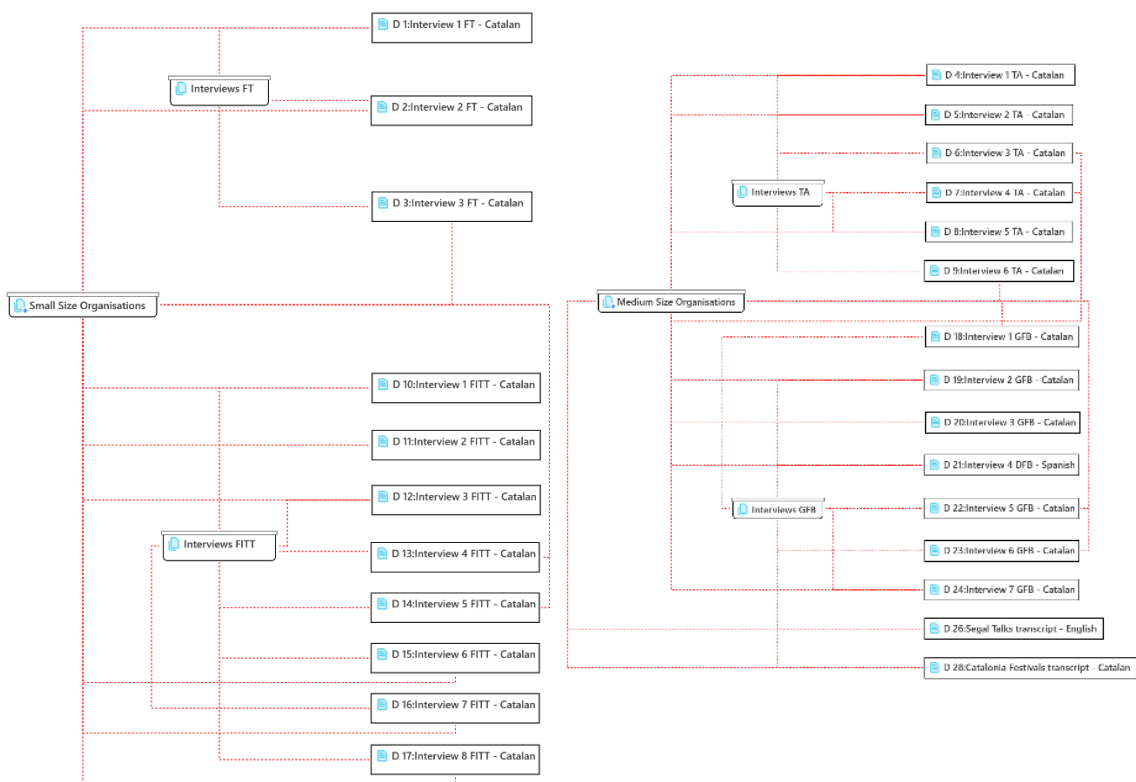 D 1:Interview 1 FT - Catalan
Interviews FT
D 2:Interview 2 FT - Catalan
D 3:Interview 3 FT - Catalan
Small Size Organisations
D 10:Interview 1 FITT - Catalan
D 11:Interview 2 FITT - Catalan
D 12:Interview 3 FITT - Catalan
Interviews FITT
D 13:Interview 4 FITT - Catalan
D 14:Interview 5 FITT - Catalan
D 15:Interview 6 FITT - Catalan
D 16:Interview 7 FITT - Catalan
D 17:Interview 8 FITT - Catalan
D 4:Interview 1 TA - Catalan
D 5:Interview 2 TA - Catalan
D 6:Interview 3 TA - Catalan
Interviews TA
D 7:Interview 4 TA - Catalan
D 8:Interview 5 TA - Catalan
D 9:Interview 6 TA - Catalan
Medium Size Organisations
D 18:Interview 1 GFB - Catalan
D 19:Interview 2 GFB - Catalan
D 20:Interview 3 GFB - Catalan
D 21:Interview 4 DFB - Spanish
Interviews GFB
D 22:Interview 5 GFB - Catalan
D 23:Interview 6 GFB - Catalan
D 24:Interview 7 GFB - Catalan
D 26:Segal Talks transcript - English
D 28:Catalonia Festivals transcript - Catalan